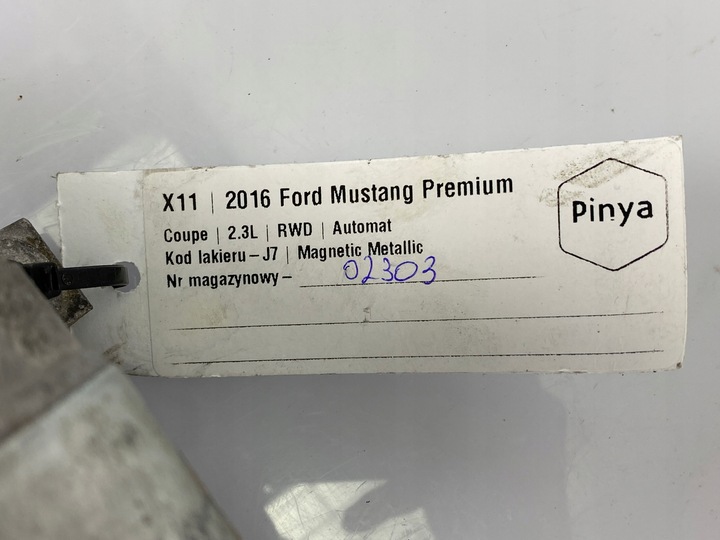 X11 | 2016 Ford Mustang Premium
Coupe | 2.3L | RWD | Automat
Kod lakieru – J7 | Magnetic Metallic
Nr magazynowy – 02303
Pinya